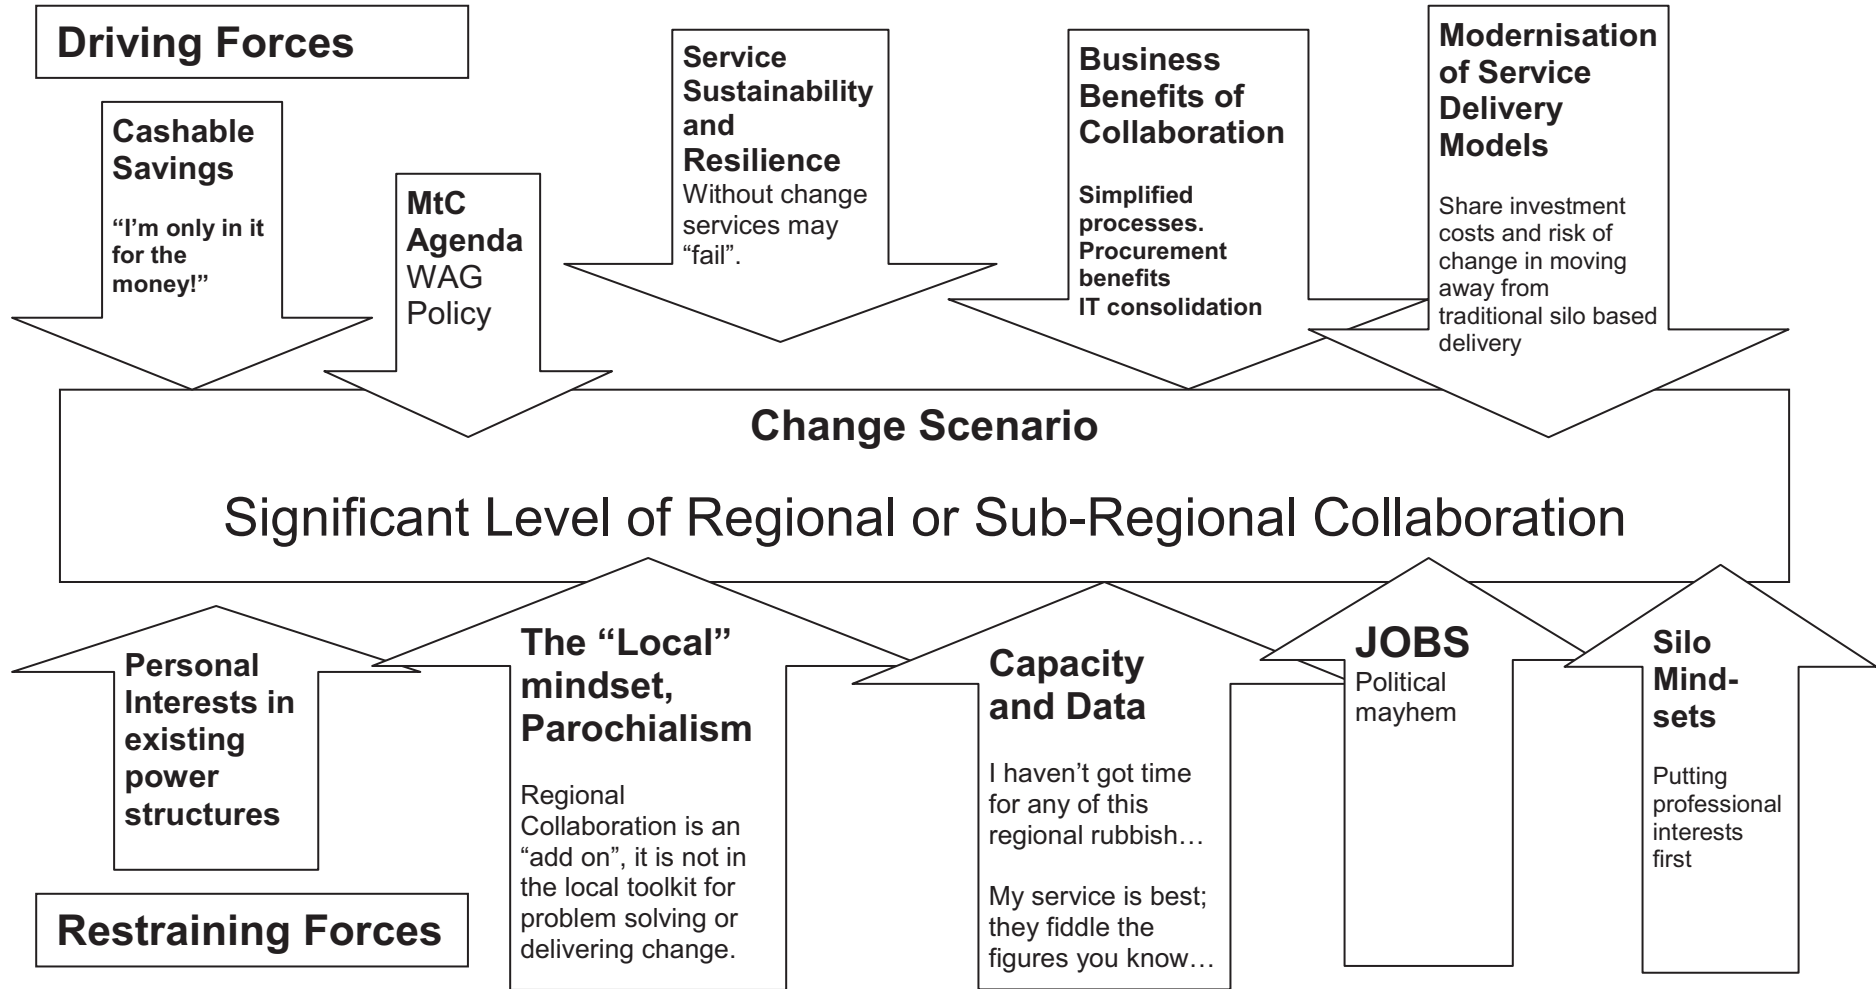 Driving Forces
Cashable
Savings
“I’m only in it
for the
money!”
MtC
Agenda
WAG
Policy
Service
Sustainability
and
Resilience
Without change
services may
“fail”.
Business
Benefits of
Collaboration
Simplified
processes.
Procurement
benefits
IT consolidation
Modernisation
of Service
Delivery
Models
Share investment
costs and risk of
change in moving
away from
traditional silo based
delivery
Change Scenario
Significant Level of Regional or Sub-Regional Collaboration
Personal
Interests in
existing
power
structures
The “Local”
mindset,
Parochialism
Regional
Collaboration is an
“add on”, it is not in
the local toolkit for
problem solving or
delivering change.
Capacity
and Data
I haven’t got time
for any of this
regional rubbish…
My service is best;
they fiddle the
figures you know…
JOBS
Political
mayhem
Silo
Mind-
sets
Putting
professional
interests
first
Restraining Forces